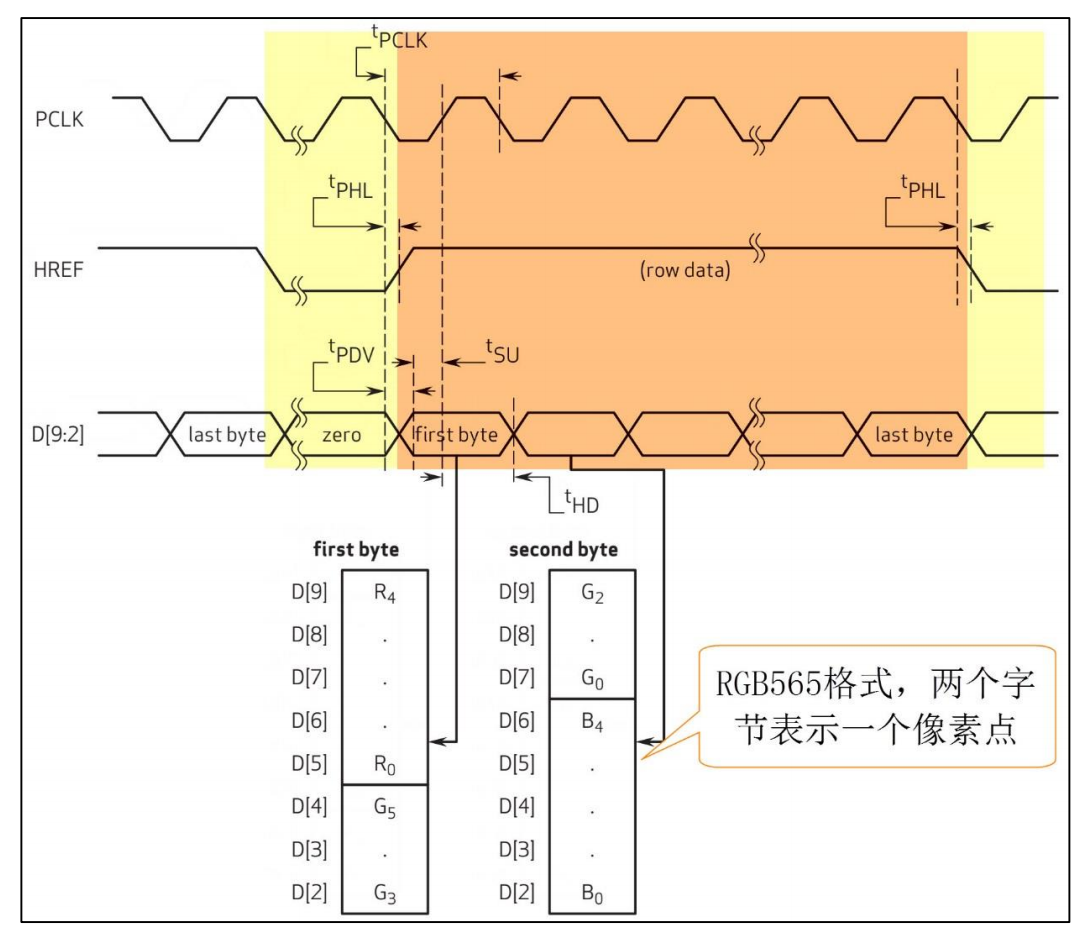 tPCLK
PCLK
tPHL
tPHL
HREF
(row data)
tPDV
tSU
D[9:2]
last byte
zero
first byte
last byte
tHD
first byte
second byte
D[9] R4
D[8] .
D[7] .
D[6] .
D[5] R0
D[4] G5
D[3] .
D[2] G3
D[9] G2
D[8] .
D[7] G0
D[6] B4
D[5] .
D[4] .
D[3] .
D[2] B0
RGB565格式，两个字
节表示一个像素点